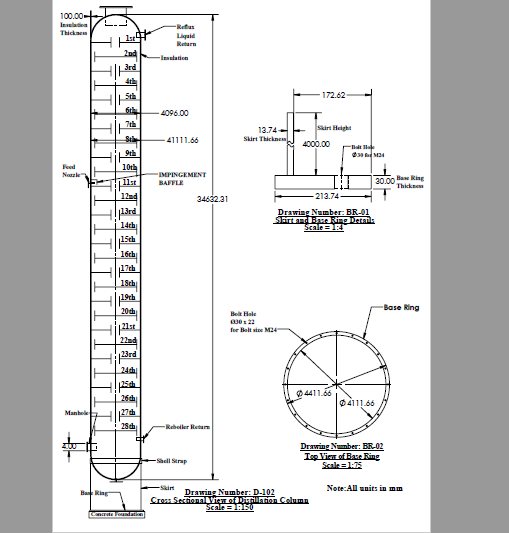 100.00
Insulation
Thickness
Reflux
Liquid
Return
1st
2nd
Insulation
3rd
4th
5th
6th
4096.00
7th
8th
41111.66
9th
10th
Feed
Nozzle
IMPINGEMENT
BAFFLE
11st
12nd
34632.31
13rd
14th
15th
16th
17th
18th
19th
20th
21st
22nd
23rd
24th
25th
26th
Manhole
27th
28th
Reboiler Return
4.00
Shell Strap
Skirt
Base Ring
Concrete Foundation
Drawing Number: D-102
Cross Sectional View of Distillation Column
Scale = 1:150
172.62
13.74
Skirt Thickness
Skirt Height
4000.00
Bolt Hole
Ø30 for M24
30.00
Base Ring
Thickness
213.74
Drawing Number: BR-01
Skirt and Base Ring Details
Scale = 1:4
Bolt Hole
Ø30 x 22
for Bolt size M24
Base Ring
Ø4411.66
Ø4111.66
Drawing Number: BR-02
Top View of Base Ring
Scale = 1:75
Note:All units in mm